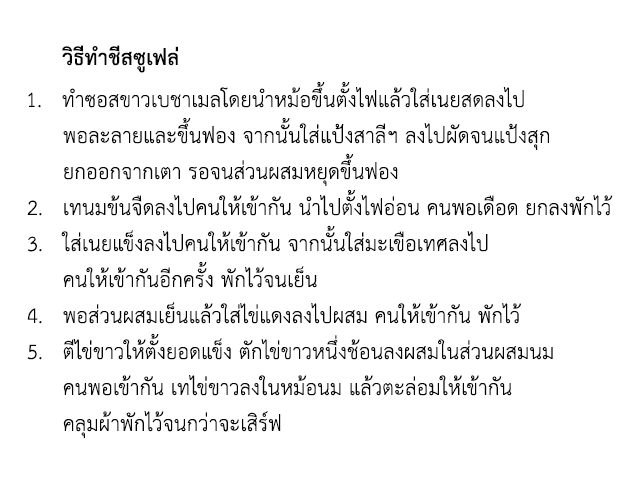 วิธีทำชีสซูเฟล่
1. ทำซอสขาวเบชาเมลโดยนำหม้อขึ้นตั้งไฟแล้วใส่เนยสดลงไป
พอละลายและขึ้นฟอง จากนั้นใส่แป้งสาลีฯ ลงไปผัดจนแป้งสุก
ยกออกจากเตา รอจนส่วนผสมหยุดขึ้นฟอง
2. เทนมข้นจืดลงไปคนให้เข้ากัน นำไปตั้งไฟอ่อน คนพอเดือด ยกลงพักไว้
3. ใส่เนยแข็งลงไปคนให้เข้ากัน จากนั้นใส่มะเขือเทศลงไป
คนให้เข้ากันอีกครั้ง พักไว้จนเย็น
4. พอส่วนผสมเย็นแล้วใส่ไข่แดงลงไปผสม คนให้เข้ากัน พักไว้
5. ตีไข่ขาวให้ตั้งยอดแข็ง ตักไข่ขาวหนึ่งช้อนลงผสมในส่วนผสมนม
คนพอเข้ากัน เทไข่ขาวลงในหม้อนม แล้วตะล่อมให้เข้ากัน
คลุมผ้าพักไว้จนกว่าจะเสิร์ฟ